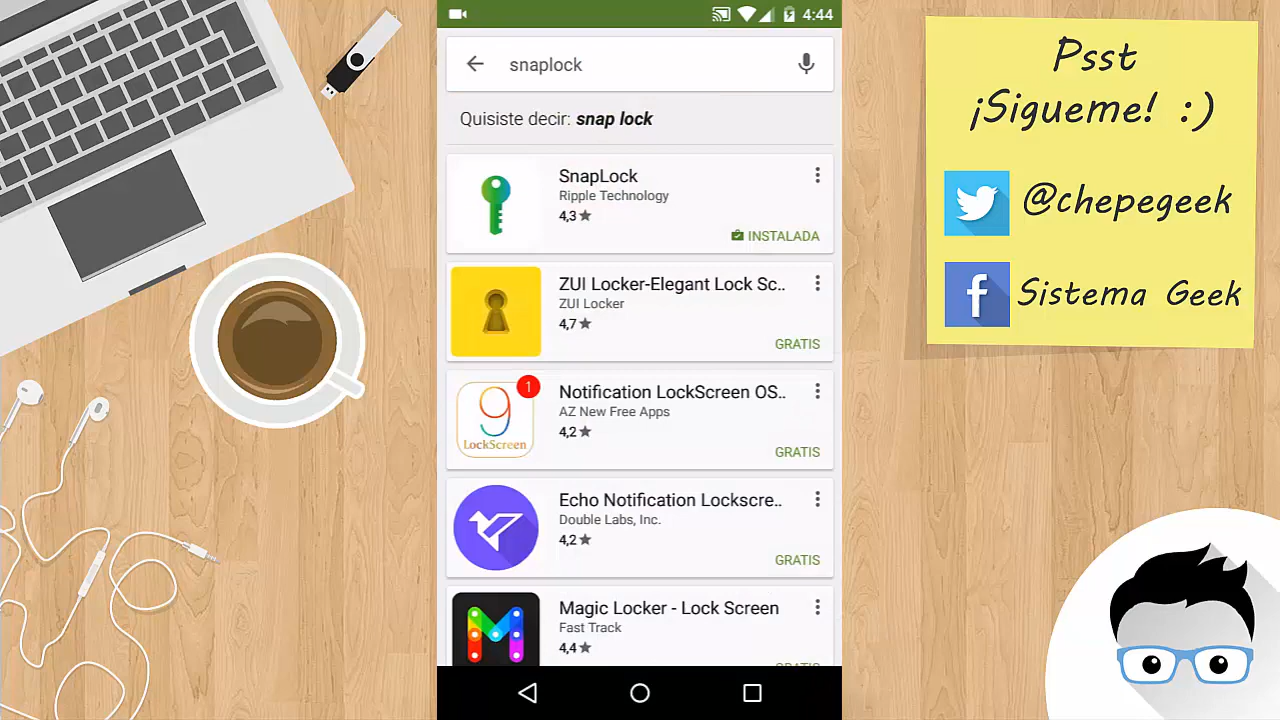 4:44
snaplock
Quisiste decir: snap lock
SnapLock
Ripple Technology
4,3★
INSTALADA
ZUI Locker-Elegant Lock Sc..
ZUI Locker
4,7★
GRATIS
1
9
LockScreen
Notification LockScreen OS..
AZ New Free Apps
4,2★
GRATIS
Echo Notification Lockscre..
Double Labs, Inc.
4,2★
GRATIS
Magic Locker - Lock Screen
Fast Track
4,4★
GRATIS
Psst
¡Sigueme! :)
@chepegeek
f
Sistema Geek